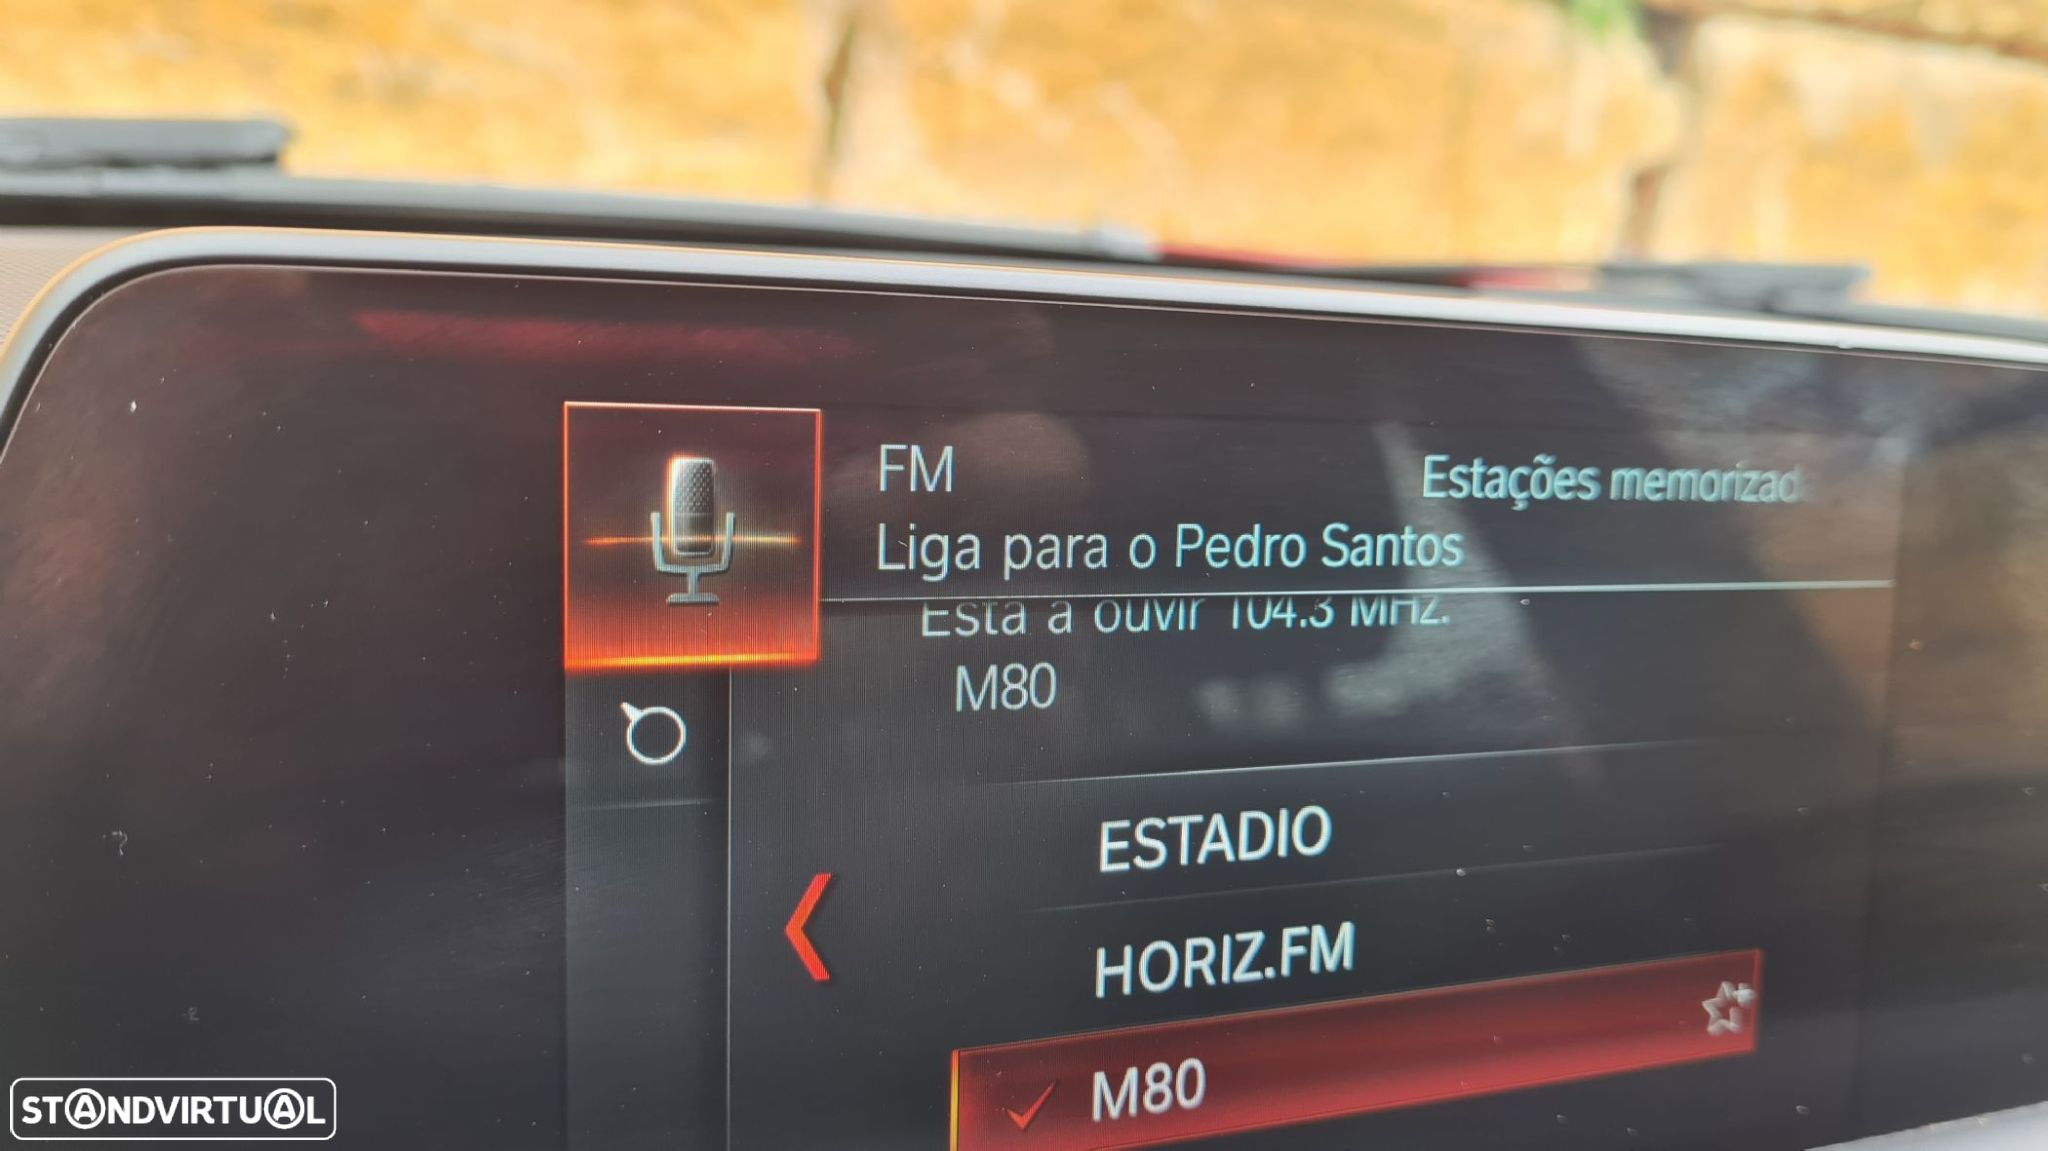 FM
Estações memorizad
Liga para o Pedro Santos
Está a ouvir 104.3 MHz.
M80
ESTADIO
HORIZ.FM
M80
STANDVIRTUAL